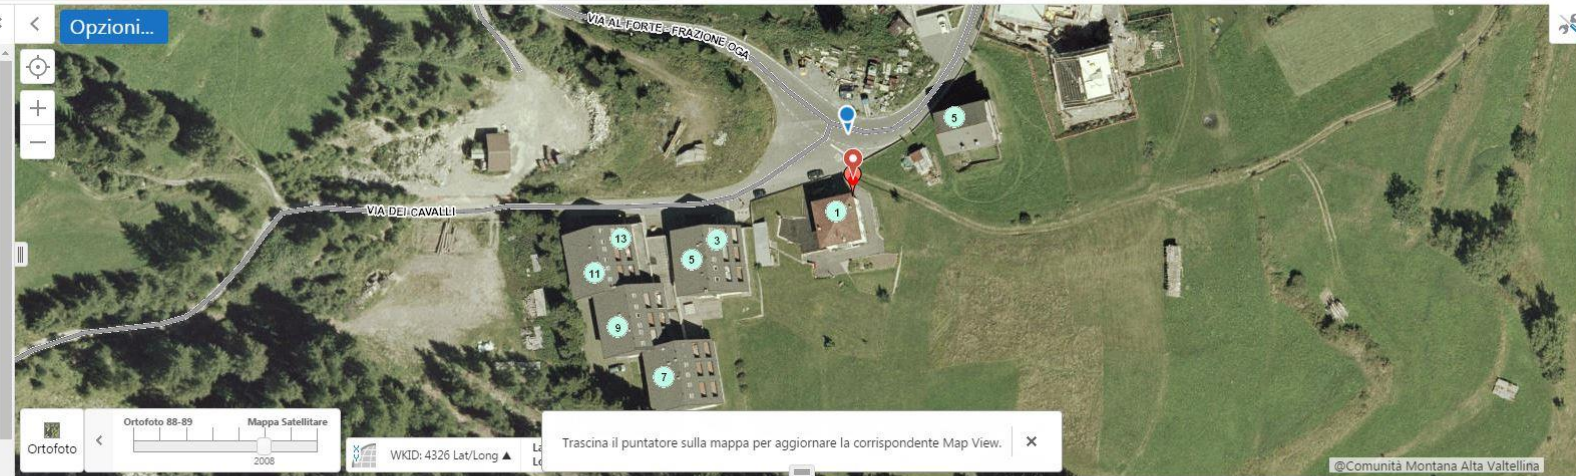 Opzioni...
VIA AL FORTE - FRAZIONE OGA
5
1
VIA DEI CAVALLI
13
3
5
11
9
7
Ortofoto 88-89
Mappa Satellitare
Ortofoto
2008
WKID: 4326 Lat/Long
La
Lo
Trascina il puntatore sulla mappa per aggiornare la corrispondente Map View.
@Comunità Montana Alta Valtellina